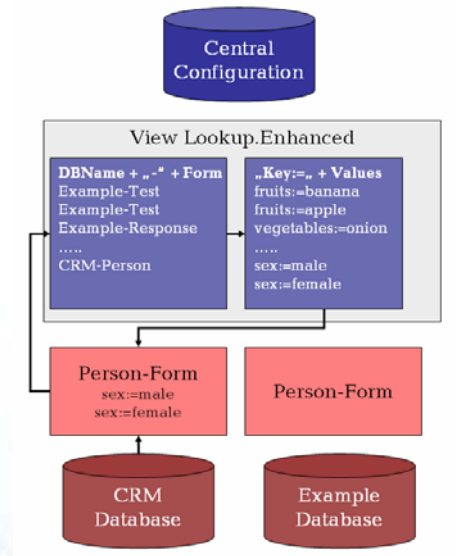 Central
Configuration
View Lookup.Enhanced
DBName + „-“ + Form
Example-Test
Example-Test
Example-Response
.....
CRM-Person
„Key:=„ + Values
fruits:=banana
fruits:=apple
vegetables:=onion
.....
sex:=male
sex:=female
Person-Form
sex:=male
sex:=female
Person-Form
CRM
Database
Example
Database